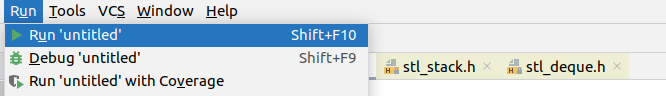 Run Tools VCS Window Help
Run 'untitled' Shift+F10
Debug 'untitled' Shift+F9
Run 'untitled' with Coverage
stl_stack.h stl_deque.h